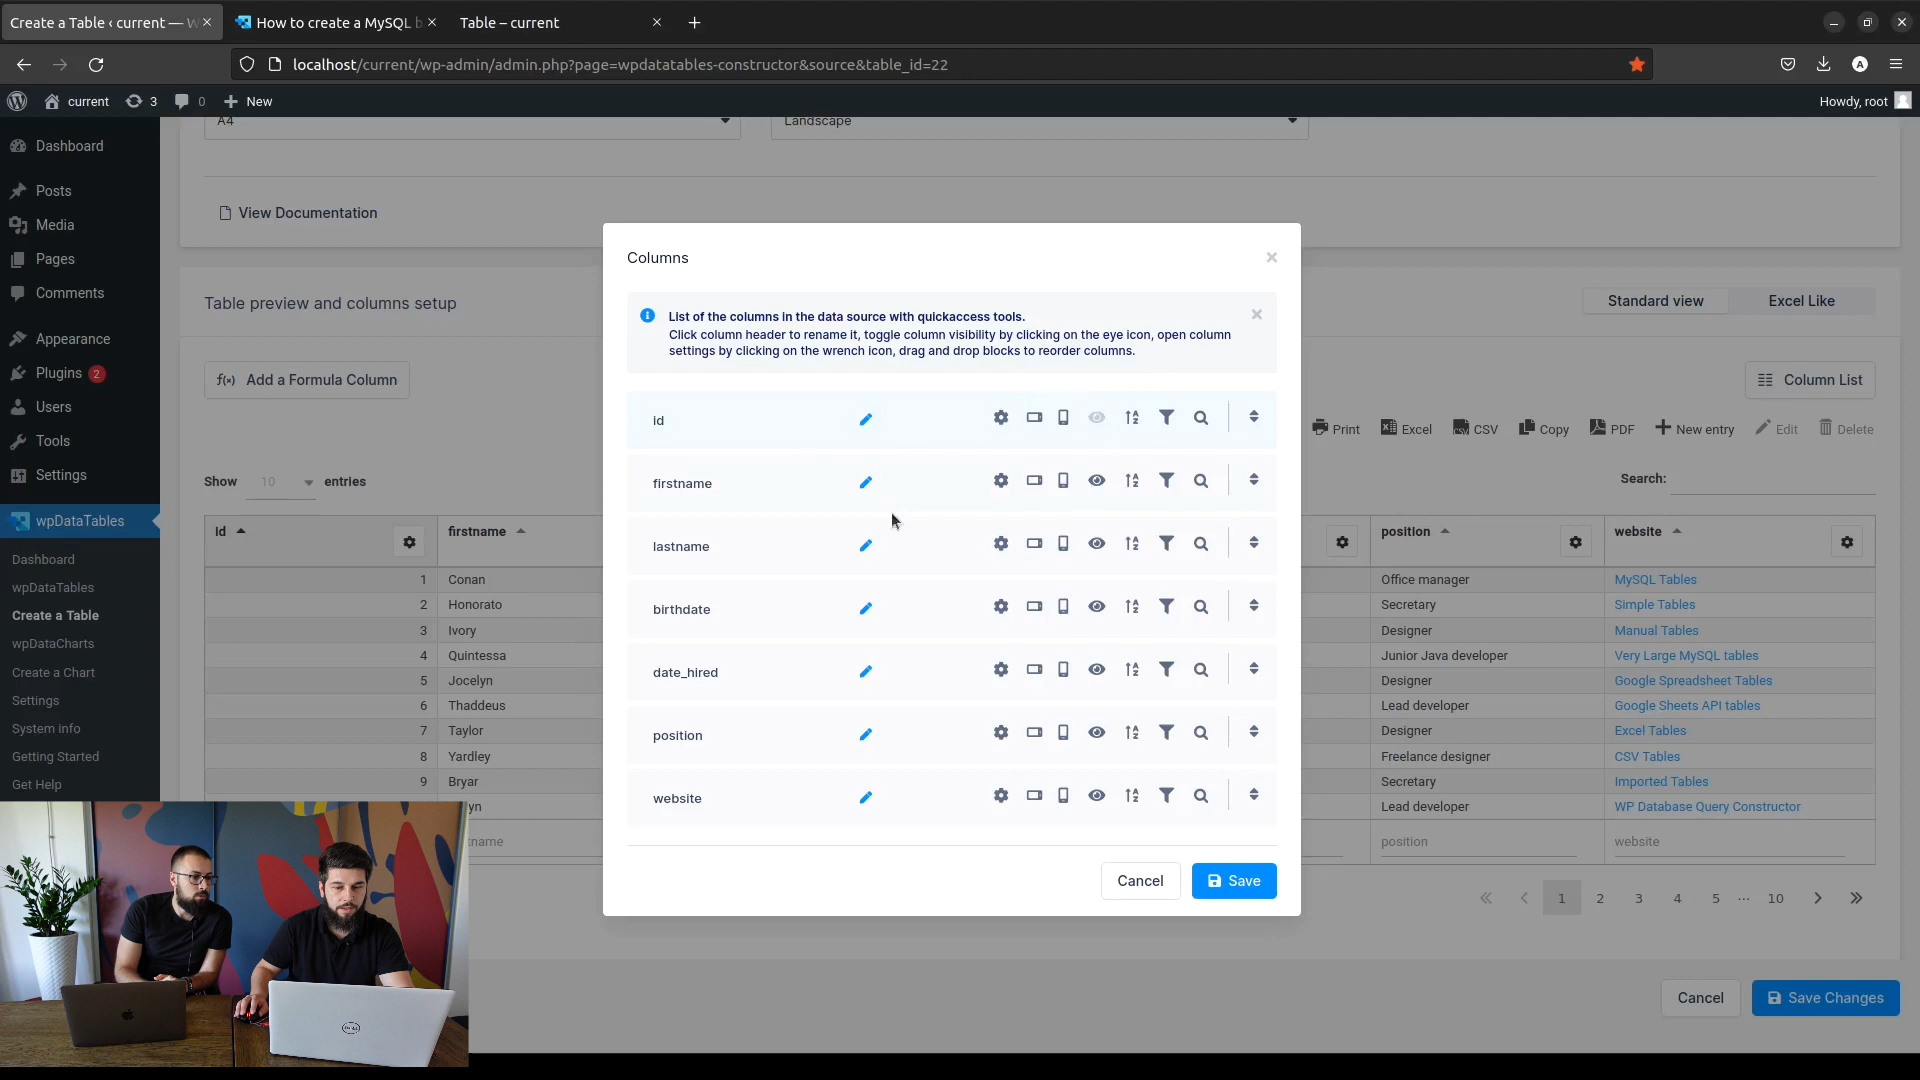 Create a Table ‹ current — W
How to create a MySQL b
Table – current
localhost/current/wp-admin/admin.php?page=wpdatatables-constructor&source&table_id=22
current
3
0
New
Howdy, root
A4
Landscape
Dashboard
Posts
Media
Pages
Comments
Appearance
Plugins 2
Users
Tools
Settings
wpDataTables
Dashboard
wpDataTables
Create a Table
wpDataCharts
Create a Chart
Settings
System info
Getting Started
Get Help
View Documentation
Table preview and columns setup
Standard view
Excel Like
f(x) Add a Formula Column
Column List
Print
Excel
CSV
Copy
PDF
New entry
Edit
Delete
Show 10 entries
Search:
id
firstname
position
website
1 Conan Office manager MySQL Tables
2 Honorato Secretary Simple Tables
3 Ivory Designer Manual Tables
4 Quintessa Junior Java developer Very Large MySQL tables
5 Jocelyn Designer Google Spreadsheet Tables
6 Thaddeus Lead developer Google Sheets API tables
7 Taylor Designer Excel Tables
8 Yardley Freelance designer CSV Tables
9 Bryar Secretary Imported Tables
yn Lead developer WP Database Query Constructor
name position website
1 2 3 4 5 ... 10
Cancel
Save Changes
Columns
List of the columns in the data source with quickaccess tools.
Click column header to rename it, toggle column visibility by clicking on the eye icon, open column
settings by clicking on the wrench icon, drag and drop blocks to reorder columns.
id
firstname
lastname
birthdate
date_hired
position
website
Cancel
Save
DELL